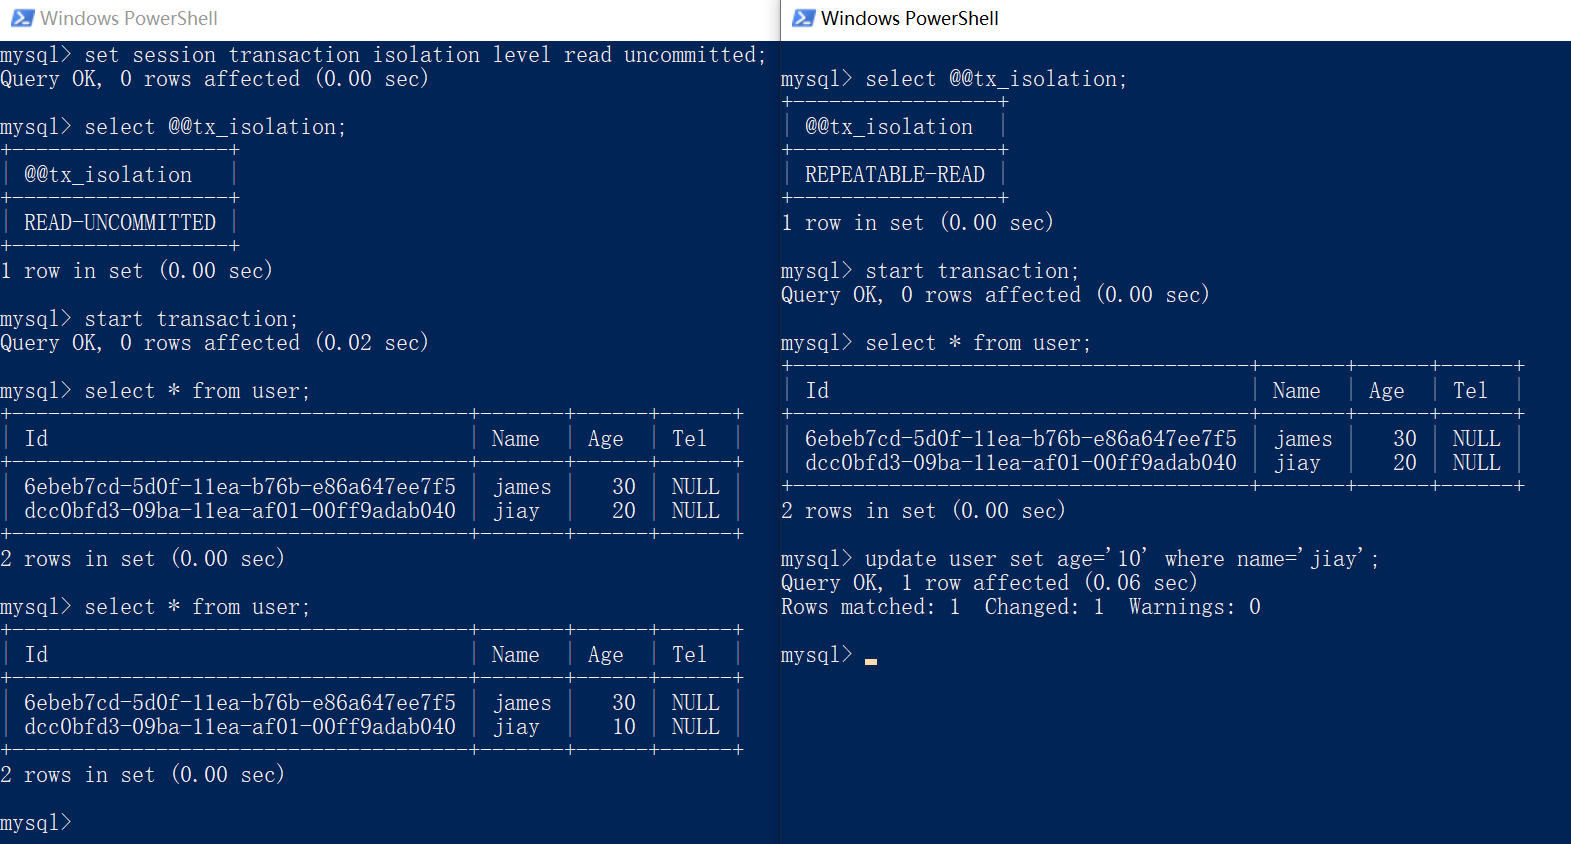 Windows PowerShell
mysql> set session transaction isolation level read uncommitted;
Query OK, 0 rows affected (0.00 sec)
mysql> select @@tx_isolation;
+------------------+
| @@tx_isolation   |
+------------------+
| READ-UNCOMMITTED |
+------------------+
1 row in set (0.00 sec)
mysql> start transaction;
Query OK, 0 rows affected (0.02 sec)
mysql> select * from user;
+--------------------------------------+-------+------+------+
| Id                                   | Name  | Age  | Tel  |
+--------------------------------------+-------+------+------+
| 6ebeb7cd-5d0f-11ea-b76b-e86a647ee7f5 | james |   30 | NULL |
| dcc0bfd3-09ba-11ea-af01-00ff9adab040 | jiay  |   20 | NULL |
+--------------------------------------+-------+------+------+
2 rows in set (0.00 sec)
mysql> select * from user;
+--------------------------------------+-------+------+------+
| Id                                   | Name  | Age  | Tel  |
+--------------------------------------+-------+------+------+
| 6ebeb7cd-5d0f-11ea-b76b-e86a647ee7f5 | james |   30 | NULL |
| dcc0bfd3-09ba-11ea-af01-00ff9adab040 | jiay  |   10 | NULL |
+--------------------------------------+-------+------+------+
2 rows in set (0.00 sec)
mysql>
Windows PowerShell
mysql> select @@tx_isolation;
+-----------------+
| @@tx_isolation  |
+-----------------+
| REPEATABLE-READ |
+-----------------+
1 row in set (0.00 sec)
mysql> start transaction;
Query OK, 0 rows affected (0.00 sec)
mysql> select * from user;
+--------------------------------------+-------+------+------+
| Id                                   | Name  | Age  | Tel  |
+--------------------------------------+-------+------+------+
| 6ebeb7cd-5d0f-11ea-b76b-e86a647ee7f5 | james |   30 | NULL |
| dcc0bfd3-09ba-11ea-af01-00ff9adab040 | jiay  |   20 | NULL |
+--------------------------------------+-------+------+------+
2 rows in set (0.00 sec)
mysql> update user set age='10' where name='jiay';
Query OK, 1 row affected (0.06 sec)
Rows matched: 1  Changed: 1  Warnings: 0
mysql>